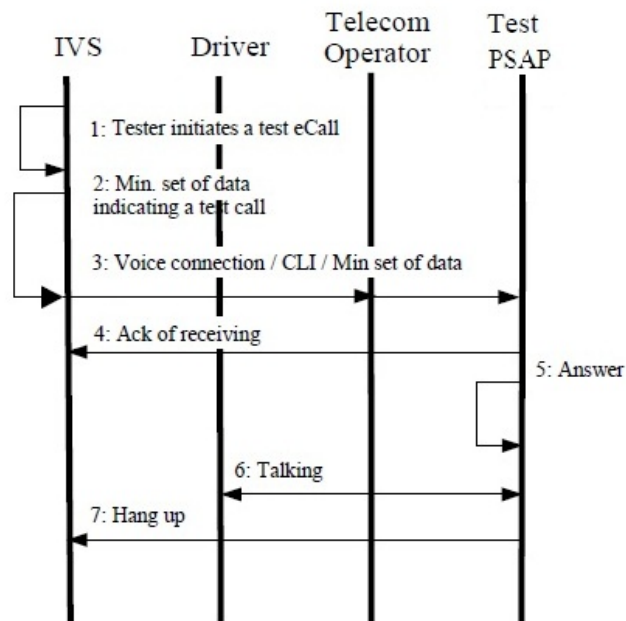 IVS
Driver
Telecom
Operator
Test
PSAP
1: Tester initiates a test eCall
2: Min. set of data
indicating a test call
3: Voice connection / CLI / Min set of data
4: Ack of receiving
5: Answer
6: Talking
7: Hang up